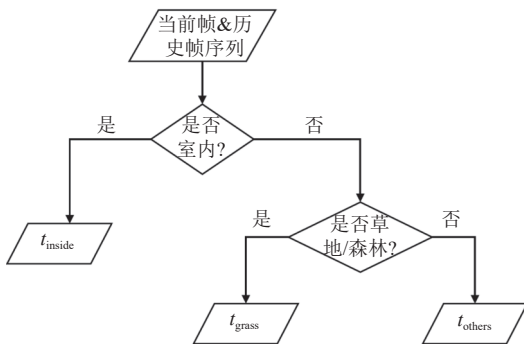 当前帧&历
史帧序列
是
是否
室内?
否
是
是否草
地/森林?
否
t_inside
t_grass
t_others